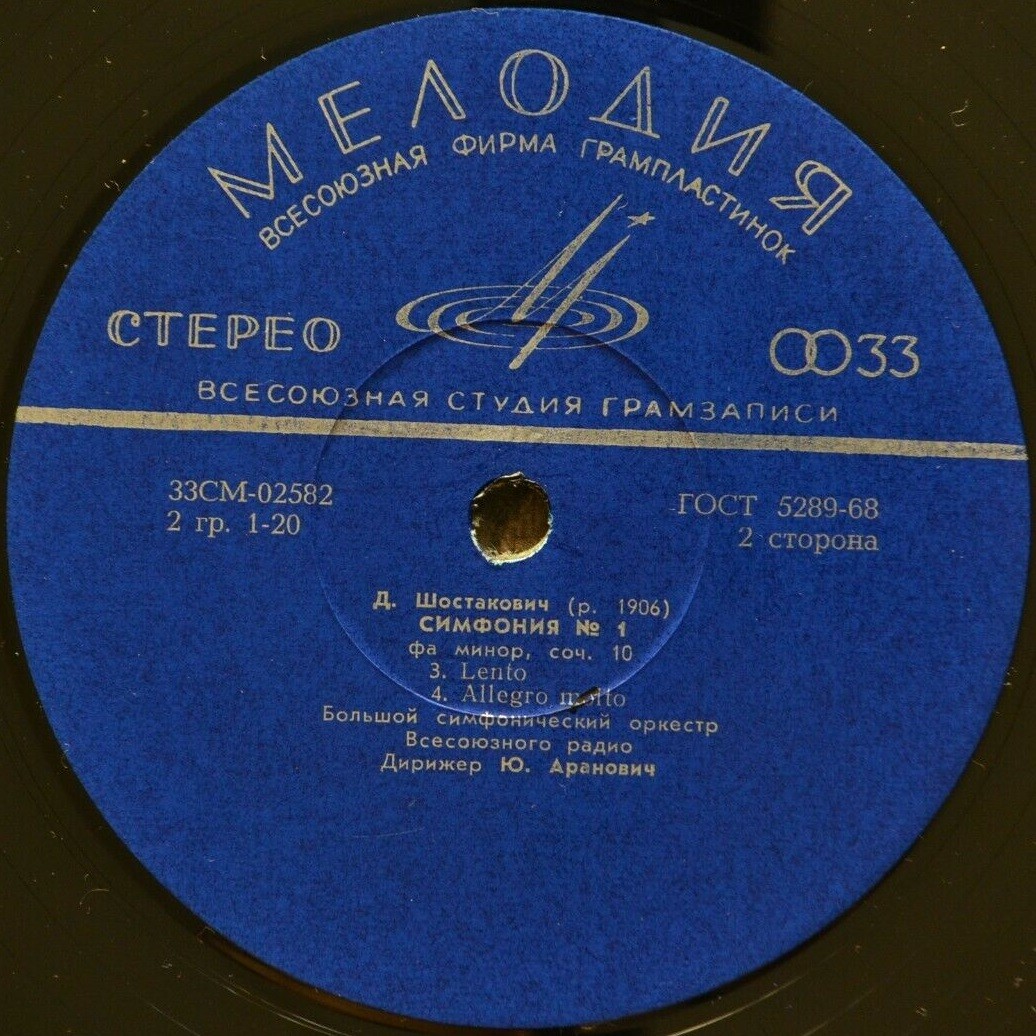 МЕЛОДИЯ
ВСЕСОЮЗНАЯ ФИРМА ГРАМПЛАСТИНОК
СТЕРЕО
33
ВСЕСОЮЗНАЯ СТУДИЯ ГРАМЗАПИСИ
33СМ-02582
2 гр. 1-20
ГОСТ 5289-68
2 сторона
Д. Шостакович (р. 1906)
СИМФОНИЯ № 1
фа минор, соч. 10
3. Lento
4. Allegro molto
Большой симфонический оркестр
Всесоюзного радио
Дирижер Ю. Аранович